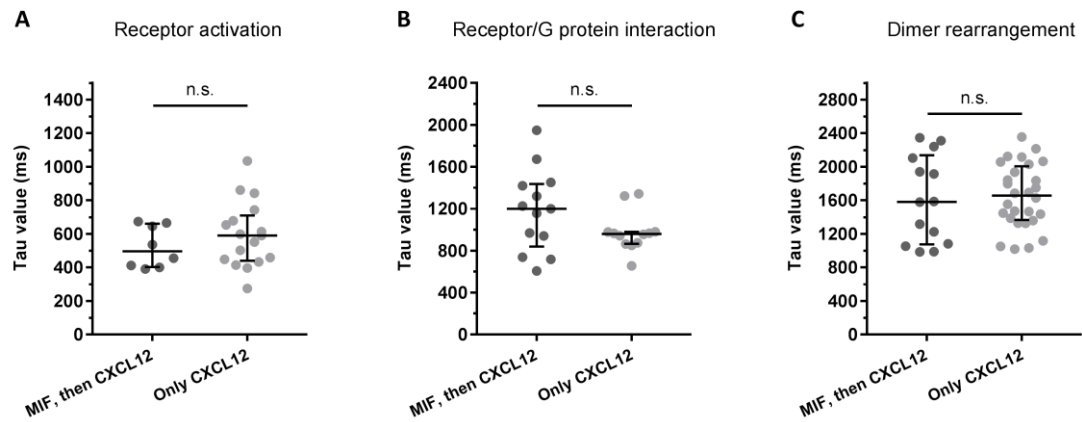 A
Receptor activation
n.s.
Tau value (ms)
1400
1200
1000
800
600
400
200
0
MIF, then CXCL12
Only CXCL12
B
Receptor/G protein interaction
n.s.
Tau value (ms)
2400
2000
1600
1200
800
400
0
MIF, then CXCL12
Only CXCL12
C
Dimer rearrangement
n.s.
Tau value (ms)
2800
2400
2000
1600
1200
800
400
0
MIF, then CXCL12
Only CXCL12